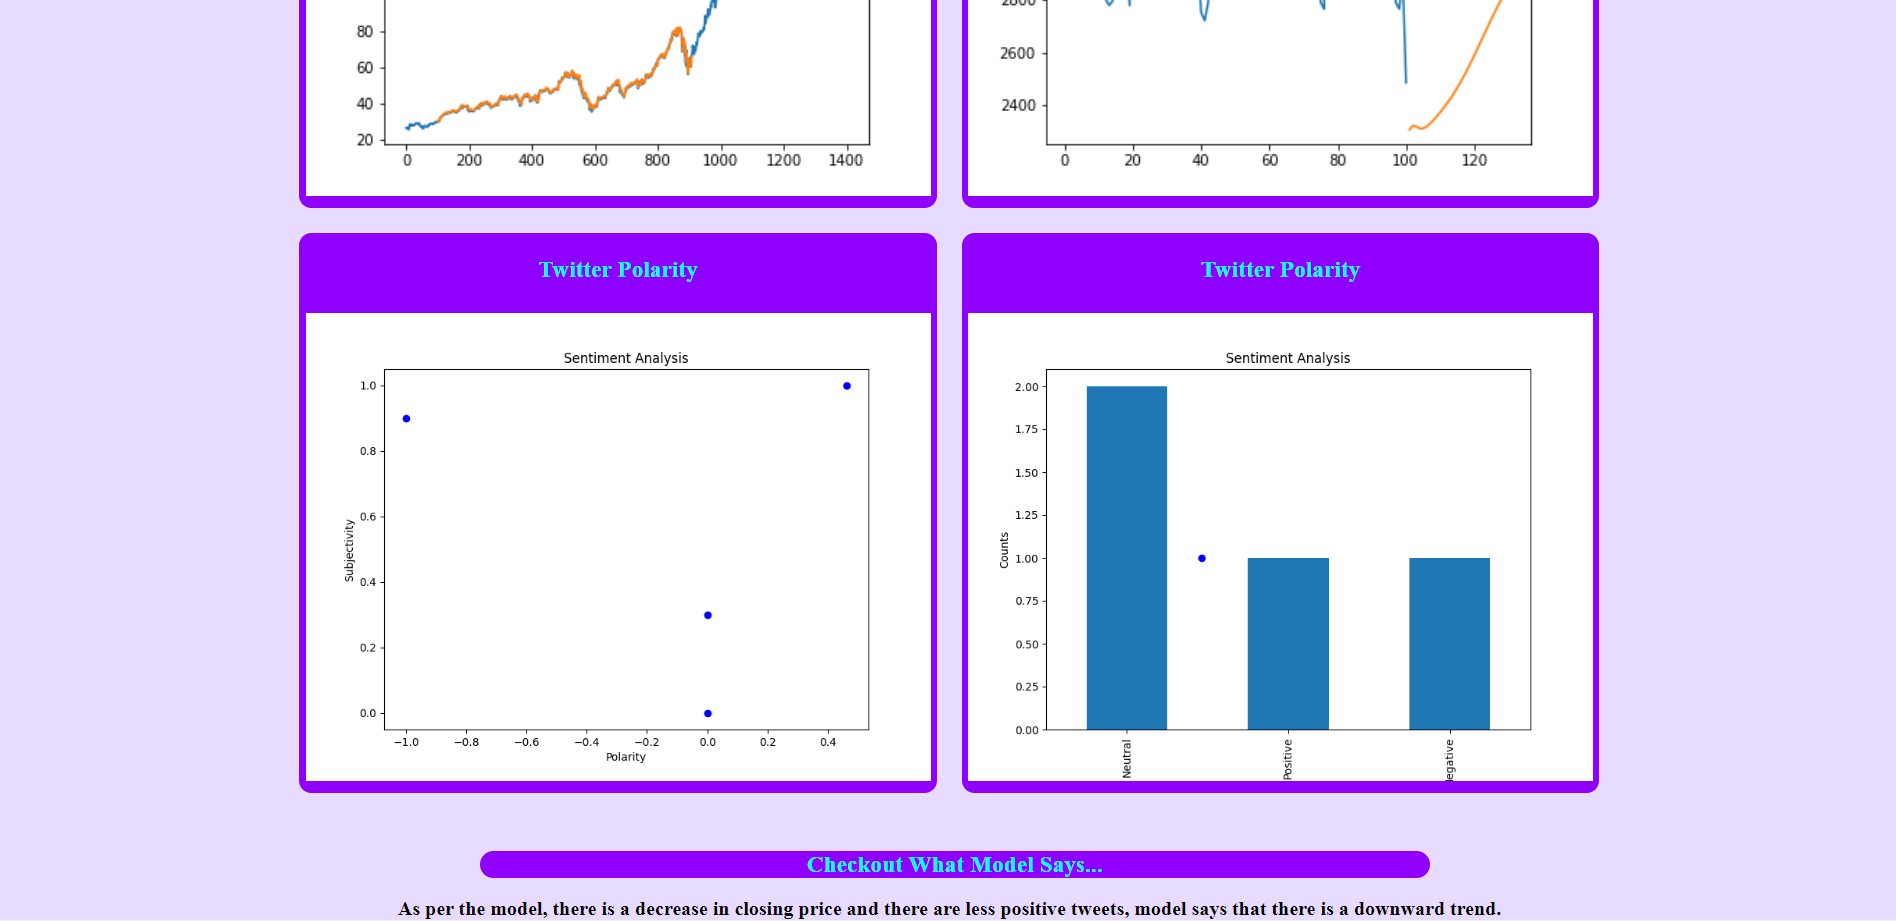 80
60
40
20
0 200 400 600 800 1000 1200 1400
2800
2600
2400
0 20 40 60 80 100 120
Twitter Polarity
Sentiment Analysis
1.0
0.8
0.6
0.4
0.2
0.0
Subjectivity
−1.0 −0.8 −0.6 −0.4 −0.2 0.0 0.2 0.4
Polarity
Twitter Polarity
Sentiment Analysis
2.00
1.75
1.50
1.25
1.00
0.75
0.50
0.25
0.00
Counts
Neutral
Positive
legative
Checkout What Model Says...
As per the model, there is a decrease in closing price and there are less positive tweets, model says that there is a downward trend.